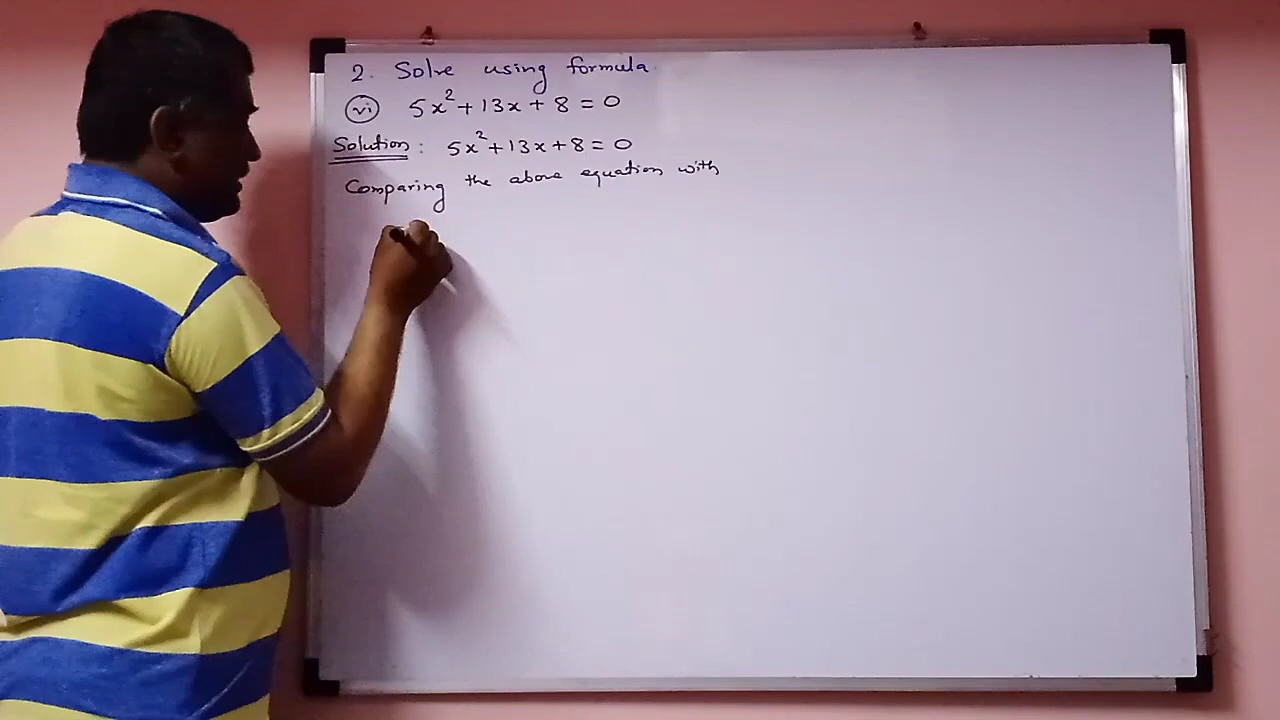 2. Solve using formula.
(vi) 5x² + 13x + 8 = 0
Solution : 5x² + 13x + 8 = 0
Comparing the above equation with